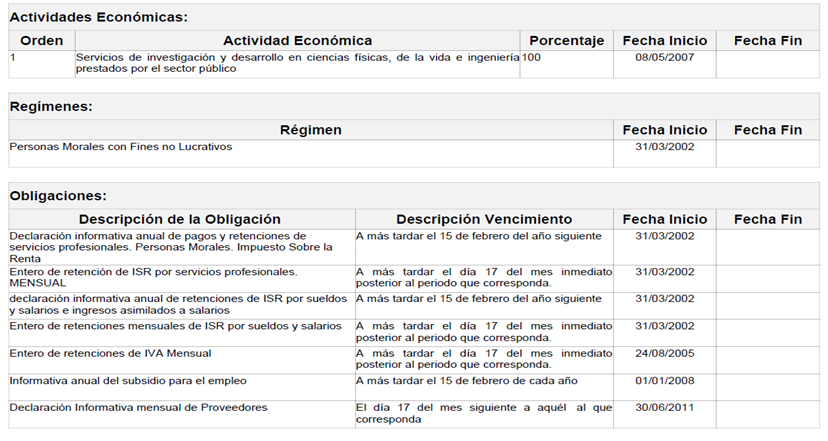 Actividades Económicas:
Orden Actividad Económica Porcentaje Fecha Inicio Fecha Fin
1 Servicios de investigación y desarrollo en ciencias físicas, de la vida e ingeniería 100 08/05/2007
prestados por el sector público
Regímenes:
Régimen Fecha Inicio Fecha Fin
Personas Morales con Fines no Lucrativos 31/03/2002
Obligaciones:
Descripción de la Obligación Descripción Vencimiento Fecha Inicio Fecha Fin
Declaración informativa anual de pagos y retenciones de A más tardar el 15 de febrero del año siguiente 31/03/2002
servicios profesionales. Personas Morales. Impuesto Sobre la
Renta
Entero de retención de ISR por servicios profesionales. A más tardar el día 17 del mes inmediato 31/03/2002
MENSUAL posterior al periodo que corresponda.
declaración informativa anual de retenciones de ISR por sueldos A más tardar el 15 de febrero del año siguiente 31/03/2002
y salarios e ingresos asimilados a salarios
Entero de retenciones mensuales de ISR por sueldos y salarios A más tardar el día 17 del mes inmediato 31/03/2002
posterior al periodo que corresponda.
Entero de retenciones de IVA Mensual A más tardar el día 17 del mes inmediato 24/08/2005
posterior al periodo que corresponda.
Informativa anual del subsidio para el empleo A más tardar el 15 de febrero de cada año 01/01/2008
Declaración Informativa mensual de Proveedores El día 17 del mes siguiente a aquél al que 30/06/2011
corresponda